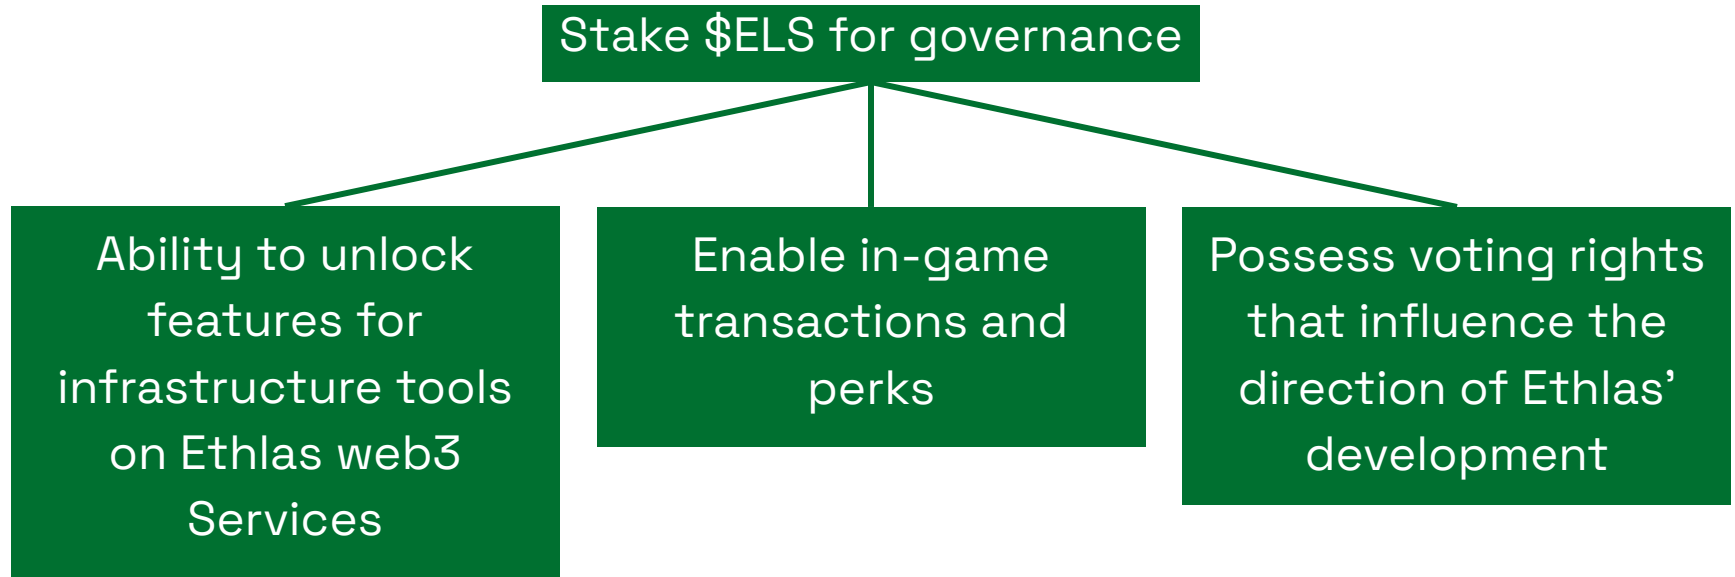 Stake $ELS for governance
Ability to unlock
features for
infrastructure tools
on Ethlas web3
Services
Enable in-game
transactions and
perks
Possess voting rights
that influence the
direction of Ethlas’
development